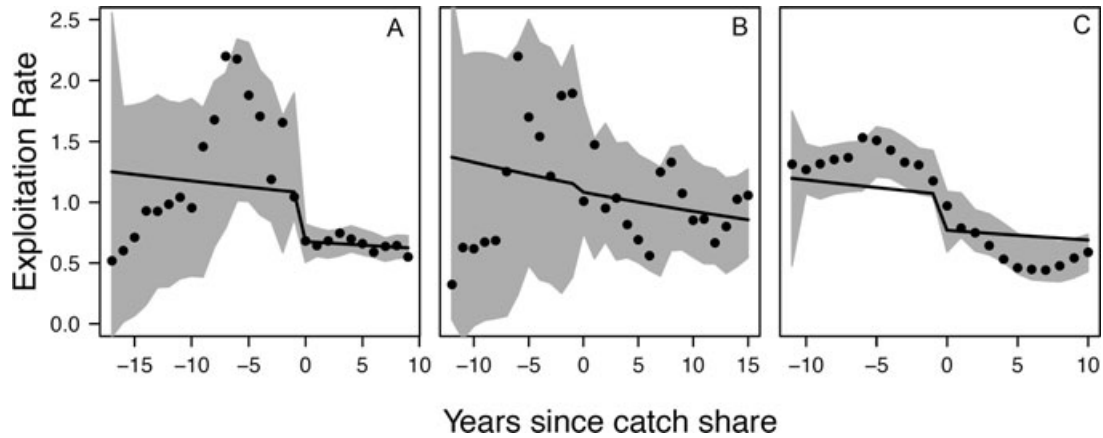 A
B
C
Exploitation Rate
2.5
2.0
1.5
1.0
0.5
0.0
−15 −10 −5 0 5 10
−10 −5 0 5 10 15
−10 −5 0 5 10
Years since catch share